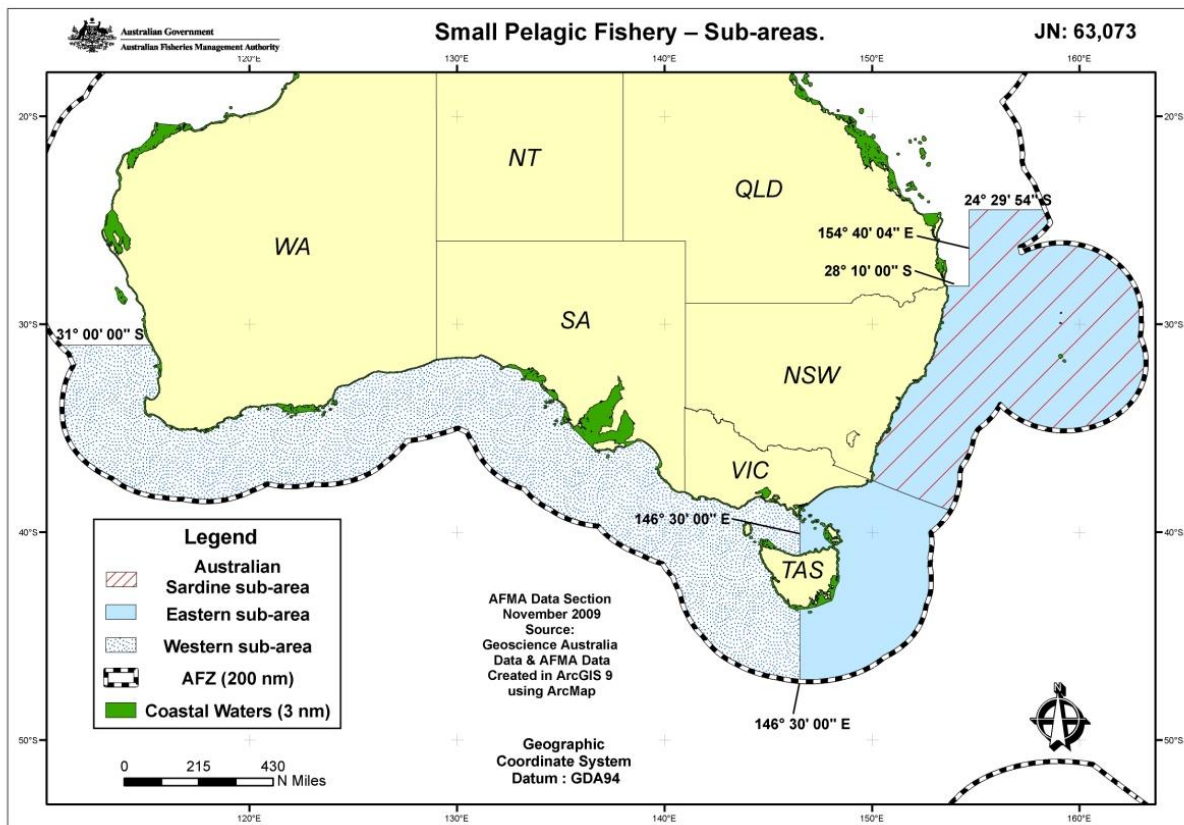 Australian Government
Australian Fisheries Management Authority
Small Pelagic Fishery – Sub-areas.
JN: 63,073
120°E
130°E
140°E
150°E
160°E
20°S
20°S
NT
QLD
24° 29' 54" S
WA
154° 40' 04" E
28° 10' 00" S
30°S
30°S
31° 00' 00" S
SA
NSW
VIC
40°S
40°S
146° 30' 00" E
TAS
Legend
Australian
Sardine sub-area
Eastern sub-area
Western sub-area
AFZ (200 nm)
Coastal Waters (3 nm)
AFMA Data Section
November 2009
Source:
Geoscience Australia
Data & AFMA Data
Created in ArcGIS 9
using ArcMap
146° 30' 00" E
Geographic
Coordinate System
Datum : GDA94
50°S
50°S
0 215 430
N Miles
120°E
130°E
140°E
150°E
160°E